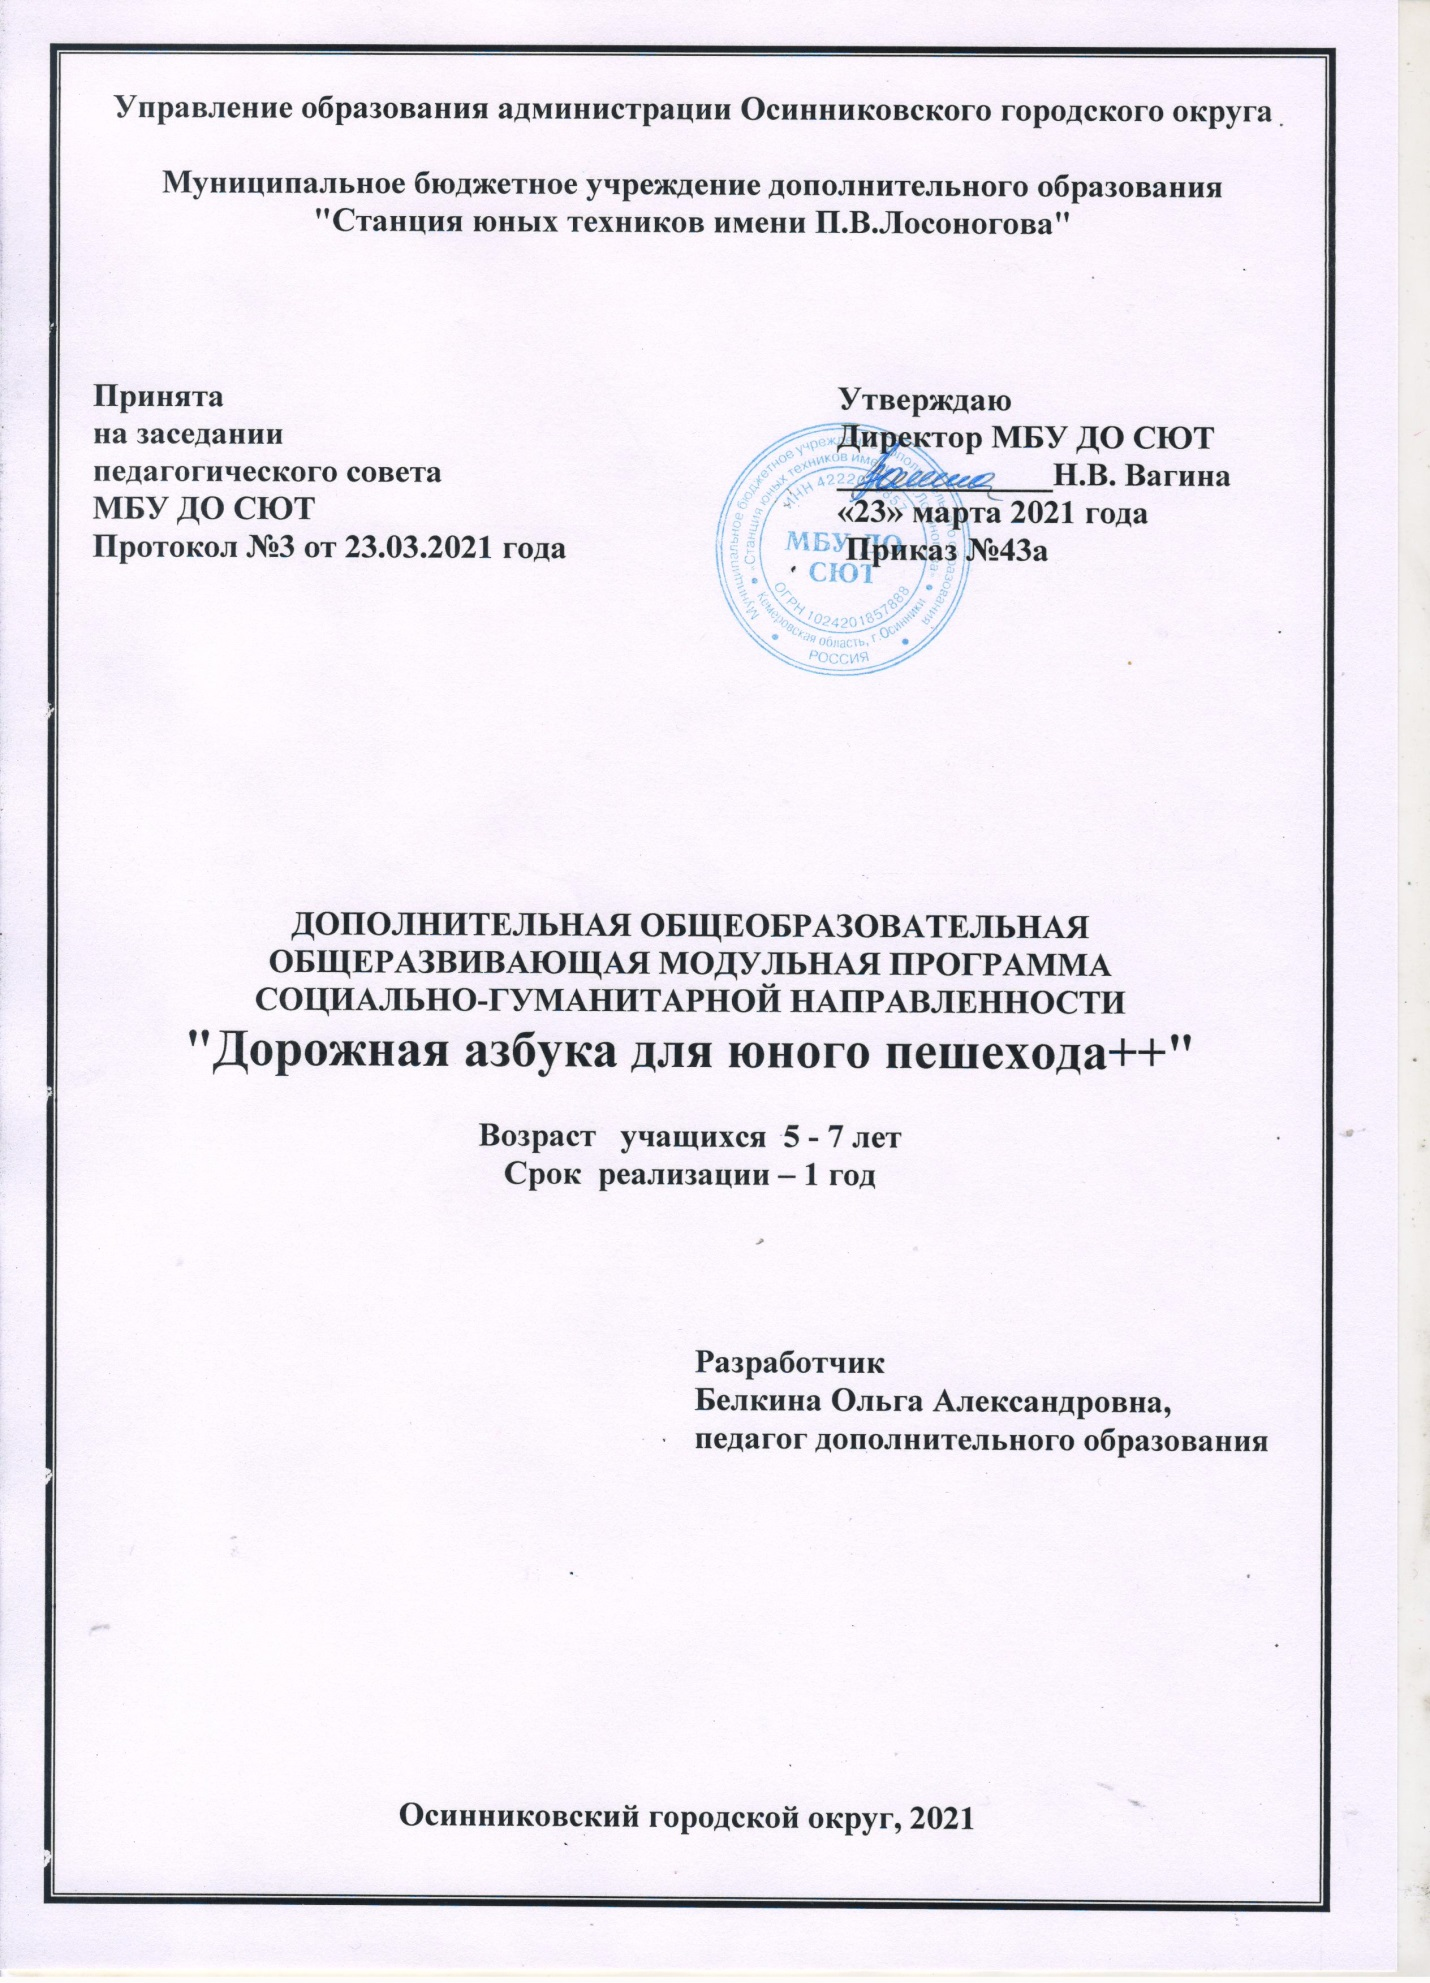 Управление образования администрации Осинниковского городского округа
Муниципальное бюджетное учреждение дополнительного образования
"Станция юных техников имени П.В.Лосоногова"
Принята
на заседании
педагогического совета
МБУ ДО СЮТ
Протокол №3 от 23.03.2021 года
Утверждаю
Директор МБУ ДО СЮТ
Н.В. Вагина
«23» марта 2021 года
Приказ №43а
МБУ ДО
СЮТ
ОГРН 1024201857888
Кемеровская область, г.Осинники
РОССИЯ
ДОПОЛНИТЕЛЬНАЯ ОБЩЕОБРАЗОВАТЕЛЬНАЯ
ОБЩЕРАЗВИВАЮЩАЯ МОДУЛЬНАЯ ПРОГРАММА
СОЦИАЛЬНО-ГУМАНИТАРНОЙ НАПРАВЛЕННОСТИ
"Дорожная азбука для юного пешехода++"
Возраст учащихся 5 - 7 лет
Срок реализации – 1 год
Разработчик
Белкина Ольга Александровна,
педагог дополнительного образования
Осинниковский городской округ, 2021